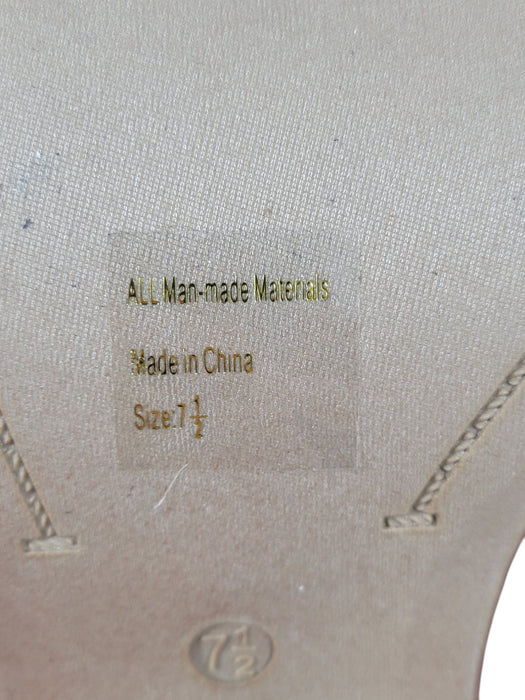 ALL Man-made Materials
Made in China
Size:7 1/2
7 1/2